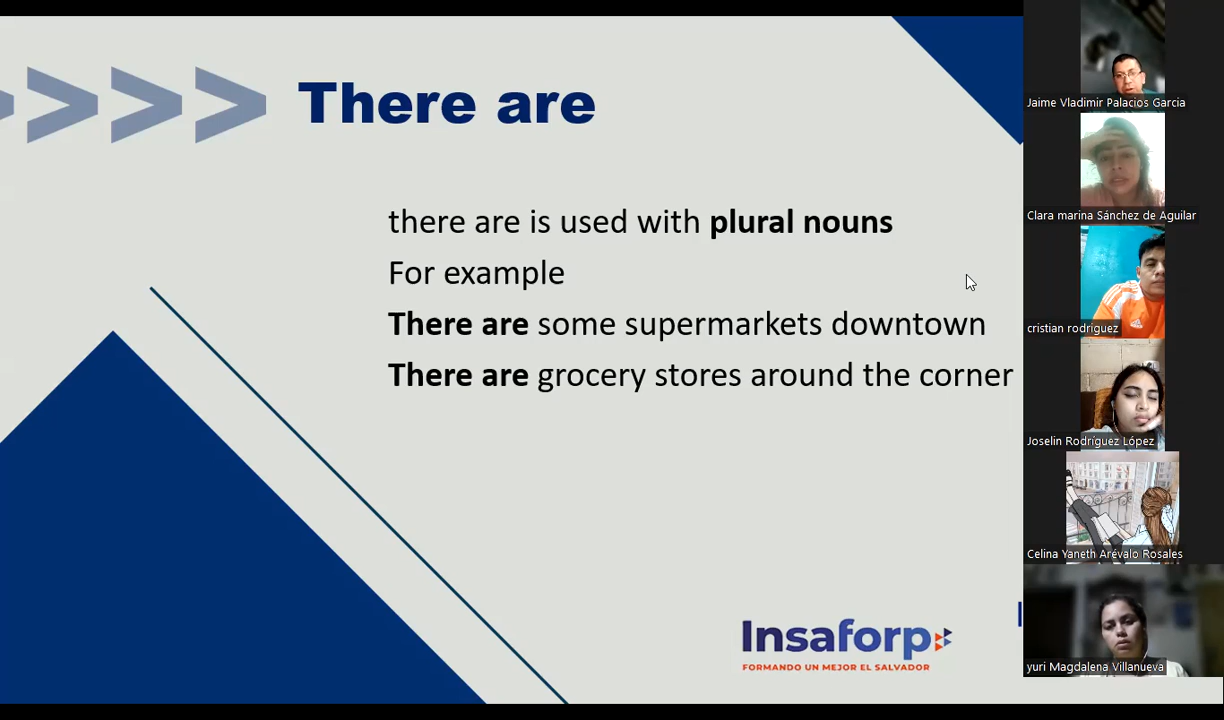 There are
there are is used with plural nouns
For example
There are some supermarkets downtown
There are grocery stores around the corner
Insaforp
FORMANDO UN MEJOR EL SALVADOR
Jaime Vladimir Palacios Garcia
Clara marina Sánchez de Aguilar
cristian rodriguez
Joselin Rodríguez López
Celina Yaneth Arévalo Rosales
yuri Magdalena Villanueva